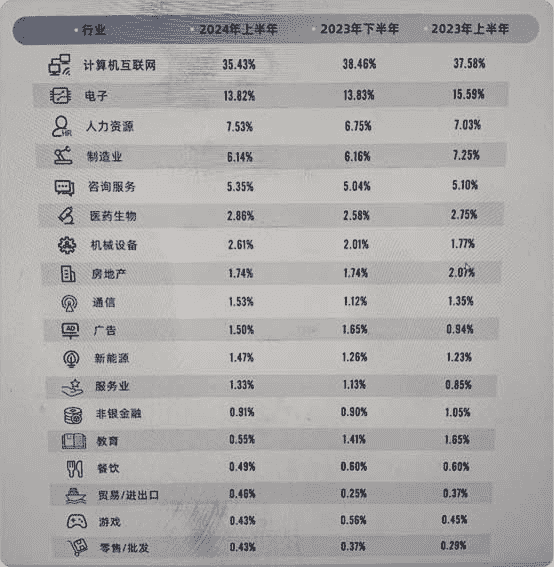 行业 2024年上半年 2023年下半年 2023年上半年
计算机互联网 35.43% 38.46% 37.58%
电子 13.82% 13.83% 15.59%
HR 人力资源 7.53% 6.75% 7.03%
制造业 6.14% 6.16% 7.25%
咨询服务 5.35% 5.04% 5.10%
医药生物 2.86% 2.58% 2.75%
机械设备 2.61% 2.01% 1.77%
房地产 1.74% 1.74% 2.07%
通信 1.53% 1.12% 1.35%
AD 广告 1.50% 1.65% 0.94%
新能源 1.47% 1.26% 1.23%
服务业 1.33% 1.13% 0.85%
非银金融 0.91% 0.90% 1.05%
教育 0.55% 1.41% 1.65%
餐饮 0.49% 0.60% 0.60%
贸易/进出口 0.46% 0.25% 0.37%
游戏 0.43% 0.56% 0.45%
零售/批发 0.43% 0.37% 0.29%